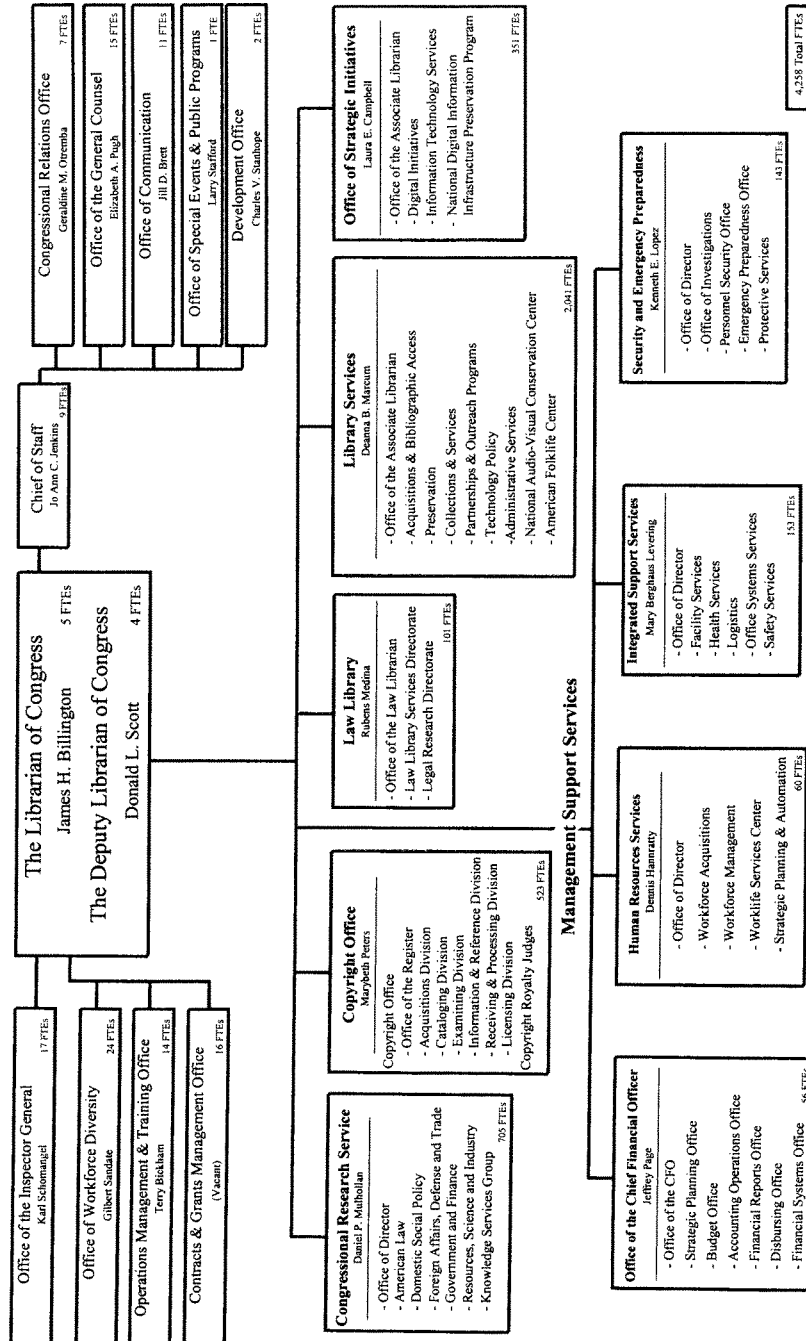 The Librarian of Congress
James H. Billington
5 FTEs
The Deputy Librarian of Congress
Donald L. Scott
4 FTEs
Office of the Inspector General
Karl Schornagel
17 FTEs
Office of Workforce Diversity
Gilbert Sandate
24 FTEs
Operations Management & Training Office
Terry Bickham
14 FTEs
Contracts & Grants Management Office
(Vacant)
16 FTEs
Chief of Staff
Jo Ann C. Jenkins
9 FTEs
Congressional Relations Office
Geraldine M. Otremba
7 FTEs
Office of the General Counsel
Elizabeth A. Pugh
15 FTEs
Office of Communication
Jill D. Brett
11 FTEs
Office of Special Events & Public Programs
Larry Stafford
1 FTE
Development Office
Charles V. Stanhope
2 FTEs
Congressional Research Service
Daniel P. Mulhollan
- Office of Director
- American Law
- Domestic Social Policy
- Foreign Affairs, Defense and Trade
- Government and Finance
- Resources, Science and Industry
- Knowledge Services Group
705 FTEs
Copyright Office
Marybeth Peters
Copyright Office
- Office of the Register
- Acquisitions Division
- Cataloging Division
- Examining Division
- Information & Reference Division
- Receiving & Processing Division
- Licensing Division
Copyright Royalty Judges
523 FTEs
Law Library
Rubens Medina
- Office of the Law Librarian
- Law Library Services Directorate
- Legal Research Directorate
101 FTEs
Library Services
Deanna B. Marcum
- Office of the Associate Librarian
- Acquisitions & Bibliographic Access
- Preservation
- Collections & Services
- Partnerships & Outreach Programs
- Technology Policy
-Administrative Services
- National Audio-Visual Conservation Center
- American Folklife Center
2,041 FTEs
Office of Strategic Initiatives
Laura E. Campbell
- Office of the Associate Librarian
- Digital Initiatives
- Information Technology Services
- National Digital Information
Infrastructure Preservation Program
351 FTEs
Management Support Services
Office of the Chief Financial Officer
Jeffrey Page
- Office of the CFO
- Strategic Planning Office
- Budget Office
- Accounting Operations Office
- Financial Reports Office
- Disbursing Office
- Financial Systems Office
56 FTEs
Human Resources Services
Dennis Hannratty
- Office of Director
- Workforce Acquisitions
- Workforce Management
- Worklife Services Center
- Strategic Planning & Automation
60 FTEs
Integrated Support Services
Mary Berghaus Levering
- Office of Director
- Facility Services
- Health Services
- Logistics
- Office Systems Services
- Safety Services
153 FTEs
Security and Emergency Preparedness
Kenneth E. Lopez
- Office of Director
- Office of Investigations
- Personnel Security Office
- Emergency Preparedness Office
- Protective Services
143 FTEs
4,258 Total FTEs